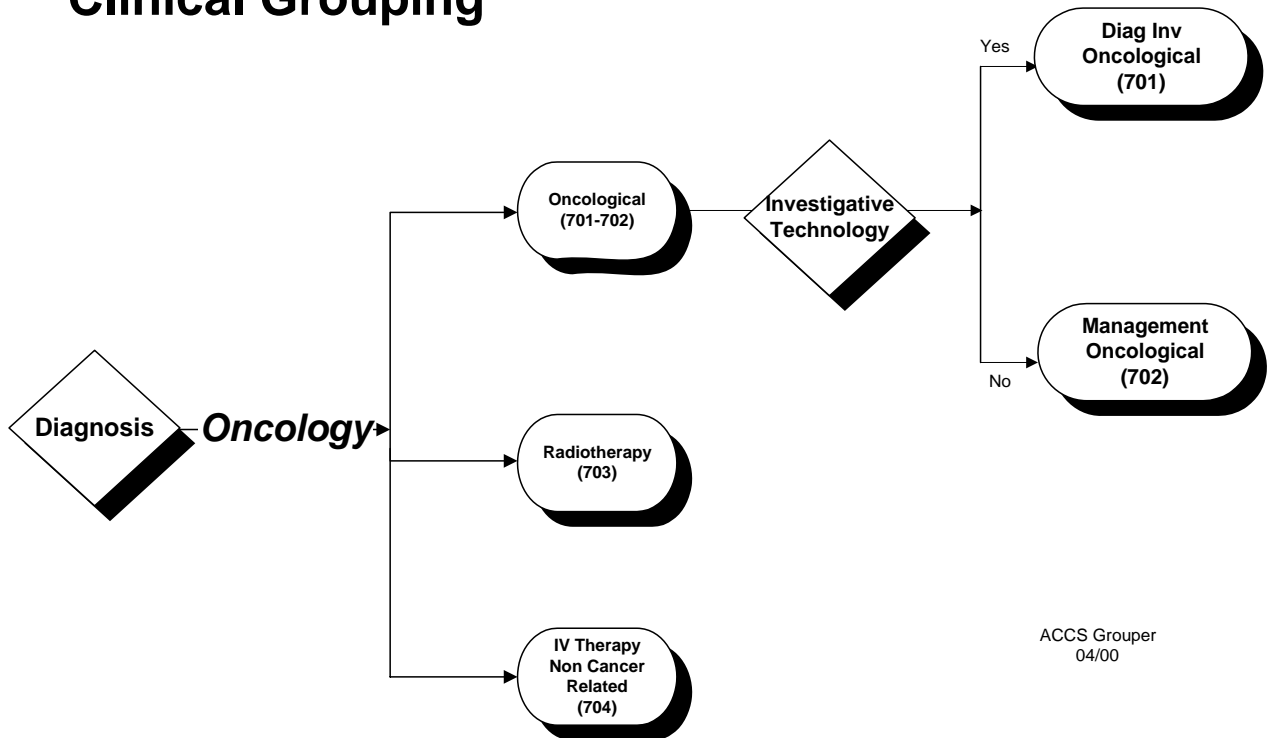 Clinical Grouping
Yes
Diag Inv
Oncological
(701)
Oncological
(701-702)
Investigative
Technology
Management
Oncological
(702)
No
Diagnosis
Oncology
Radiotherapy
(703)
IV Therapy
Non Cancer
Related
(704)
ACCS Grouper
04/00